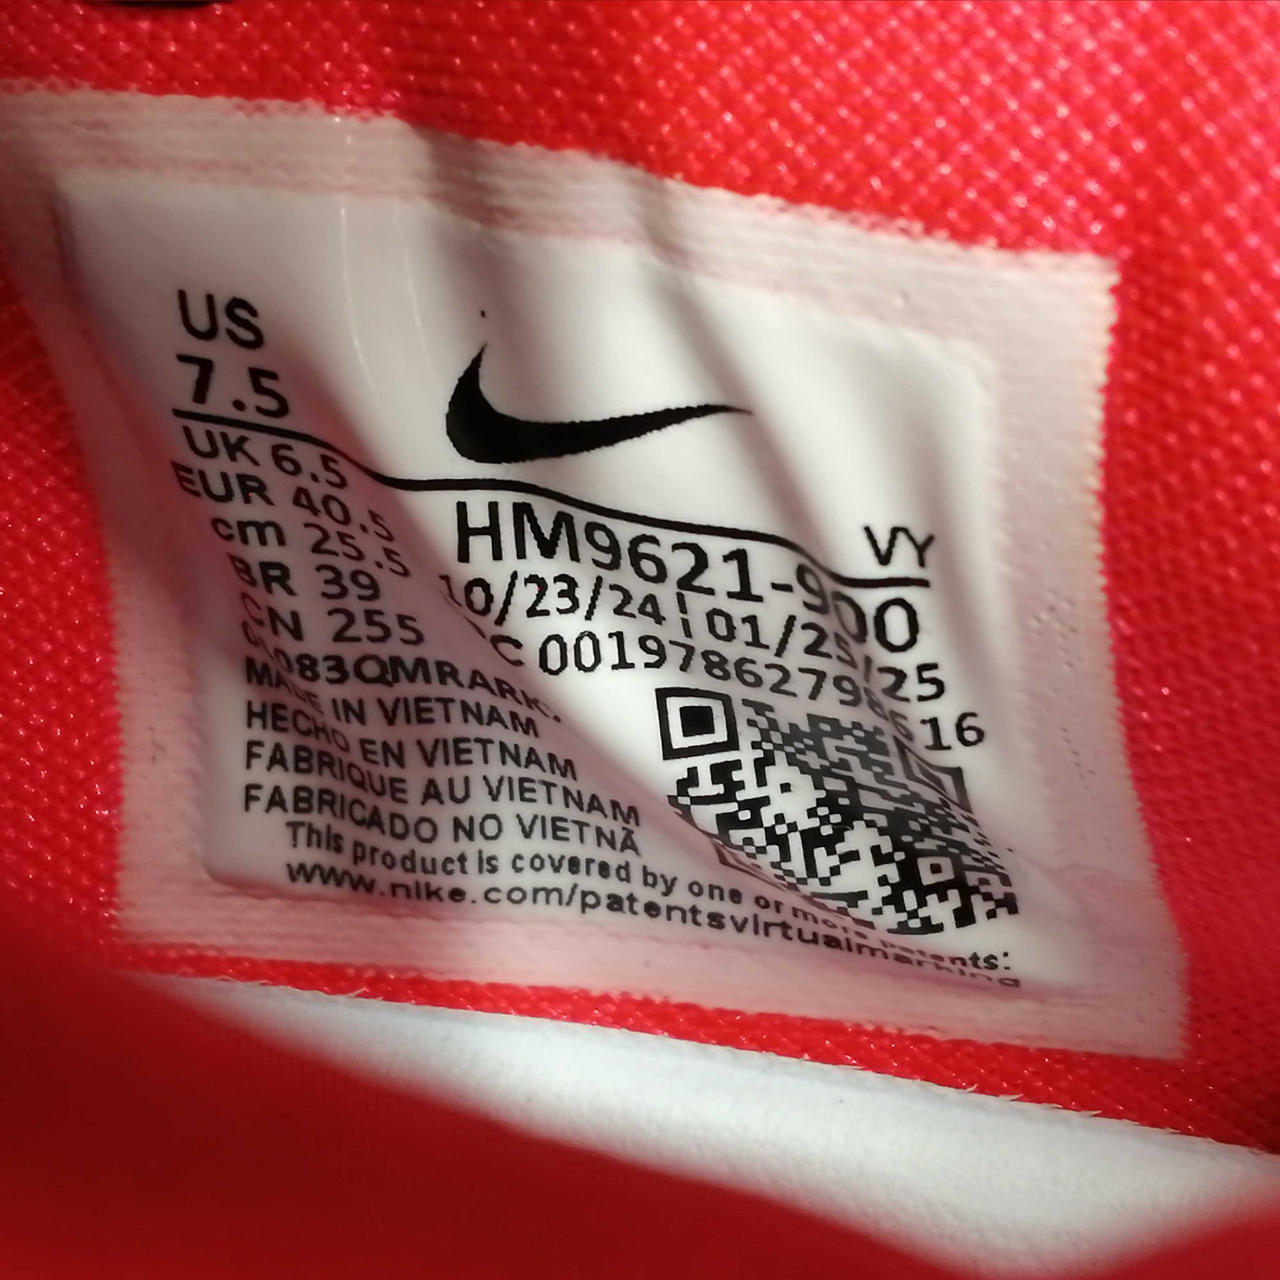 US
7.5
UK 6.5
EUR 40.5
cm 25.5
BR 39
CN 255
VY
HM9621-900
10/23/24 01/25/25
00197862798616
MADE IN VIETNAM
HECHO EN VIETNAM
FABRIQUE AU VIETNAM
FABRICADO NO VIETNÃ
This product is covered by one or more patents:
www.nike.com/patentsvirtualmarking